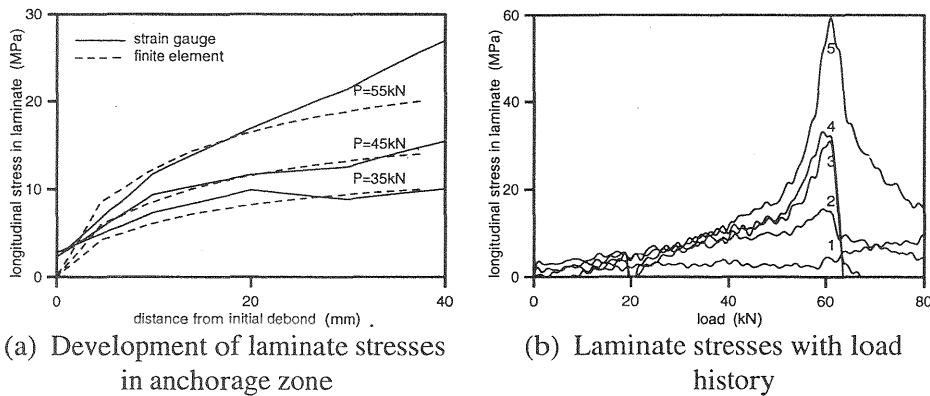 30
20
10
0
longitudinal stress in laminate (MPa)
strain gauge
finite element
P=55kN
P=45kN
P=35kN
0 20 40
distance from initial debond (mm)
(a) Development of laminate stresses
in anchorage zone
60
40
20
0
longitudinal stress in laminate (MPa)
5
4
3
2
1
0 20 40 60 80
load (kN)
(b) Laminate stresses with load
history